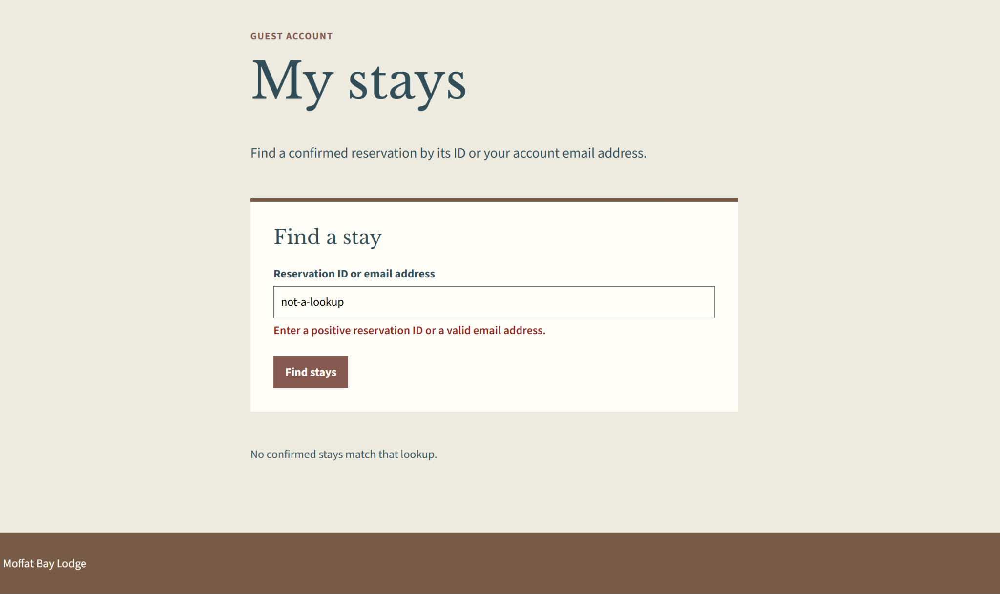 GUEST ACCOUNT
My stays
Find a confirmed reservation by its ID or your account email address.
Find a stay
Reservation ID or email address
not-a-lookup
Enter a positive reservation ID or a valid email address.
Find stays
No confirmed stays match that lookup.
Moffat Bay Lodge